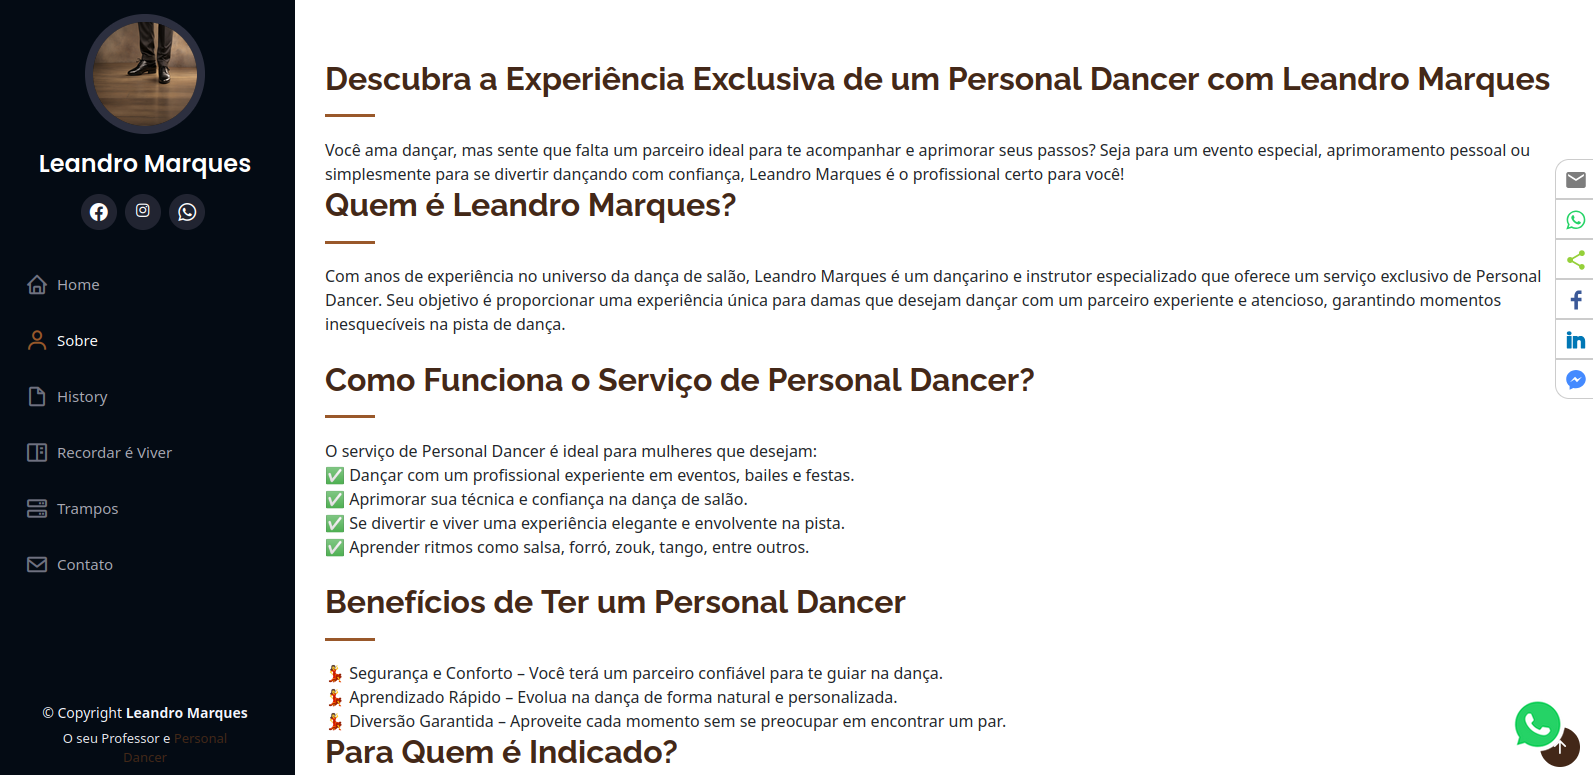 Leandro Marques
Home
Sobre
History
Recordar é Viver
Trampos
Contato
© Copyright Leandro Marques
O seu Professor e Personal
Dancer
Descubra a Experiência Exclusiva de um Personal Dancer com Leandro Marques
Você ama dançar, mas sente que falta um parceiro ideal para te acompanhar e aprimorar seus passos? Seja para um evento especial, aprimoramento pessoal ou
simplesmente para se divertir dançando com confiança, Leandro Marques é o profissional certo para você!
Quem é Leandro Marques?
Com anos de experiência no universo da dança de salão, Leandro Marques é um dançarino e instrutor especializado que oferece um serviço exclusivo de Personal
Dancer. Seu objetivo é proporcionar uma experiência única para damas que desejam dançar com um parceiro experiente e atencioso, garantindo momentos
inesquecíveis na pista de dança.
Como Funciona o Serviço de Personal Dancer?
O serviço de Personal Dancer é ideal para mulheres que desejam:
✅ Dançar com um profissional experiente em eventos, bailes e festas.
✅ Aprimorar sua técnica e confiança na dança de salão.
✅ Se divertir e viver uma experiência elegante e envolvente na pista.
✅ Aprender ritmos como salsa, forró, zouk, tango, entre outros.
Benefícios de Ter um Personal Dancer
💃 Segurança e Conforto – Você terá um parceiro confiável para te guiar na dança.
💃 Aprendizado Rápido – Evolua na dança de forma natural e personalizada.
💃 Diversão Garantida – Aproveite cada momento sem se preocupar em encontrar um par.
Para Quem é Indicado?